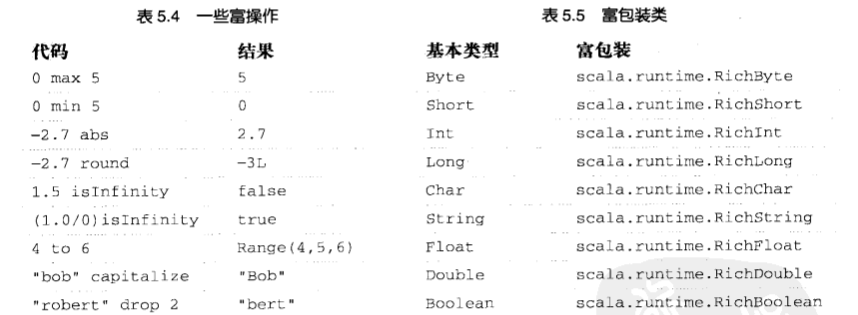 表 5.4 一些富操作
代码 结果
0 max 5 5
0 min 5 0
-2.7 abs 2.7
-2.7 round -3L
1.5 isInfinity false
(1.0/0)isInfinity true
4 to 6 Range(4,5,6)
"bob" capitalize "Bob"
"robert" drop 2 "bert"
表 5.5 富包装类
基本类型 富包装
Byte scala.runtime.RichByte
Short scala.runtime.RichShort
Int scala.runtime.RichInt
Long scala.runtime.RichLong
Char scala.runtime.RichChar
String scala.runtime.RichString
Float scala.runtime.RichFloat
Double scala.runtime.RichDouble
Boolean scala.runtime.RichBoolean